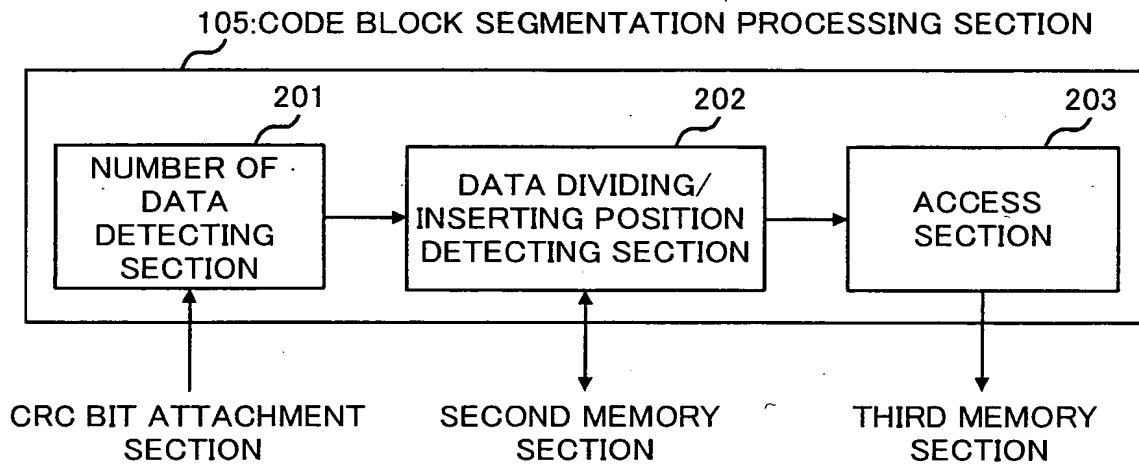 105:CODE BLOCK SEGMENTATION PROCESSING SECTION
201
202
203
NUMBER OF
DATA
DETECTING
SECTION
DATA DIVIDING/
INSERTING POSITION
DETECTING SECTION
ACCESS
SECTION
CRC BIT ATTACHMENT
SECTION
SECOND MEMORY
SECTION
THIRD MEMORY
SECTION